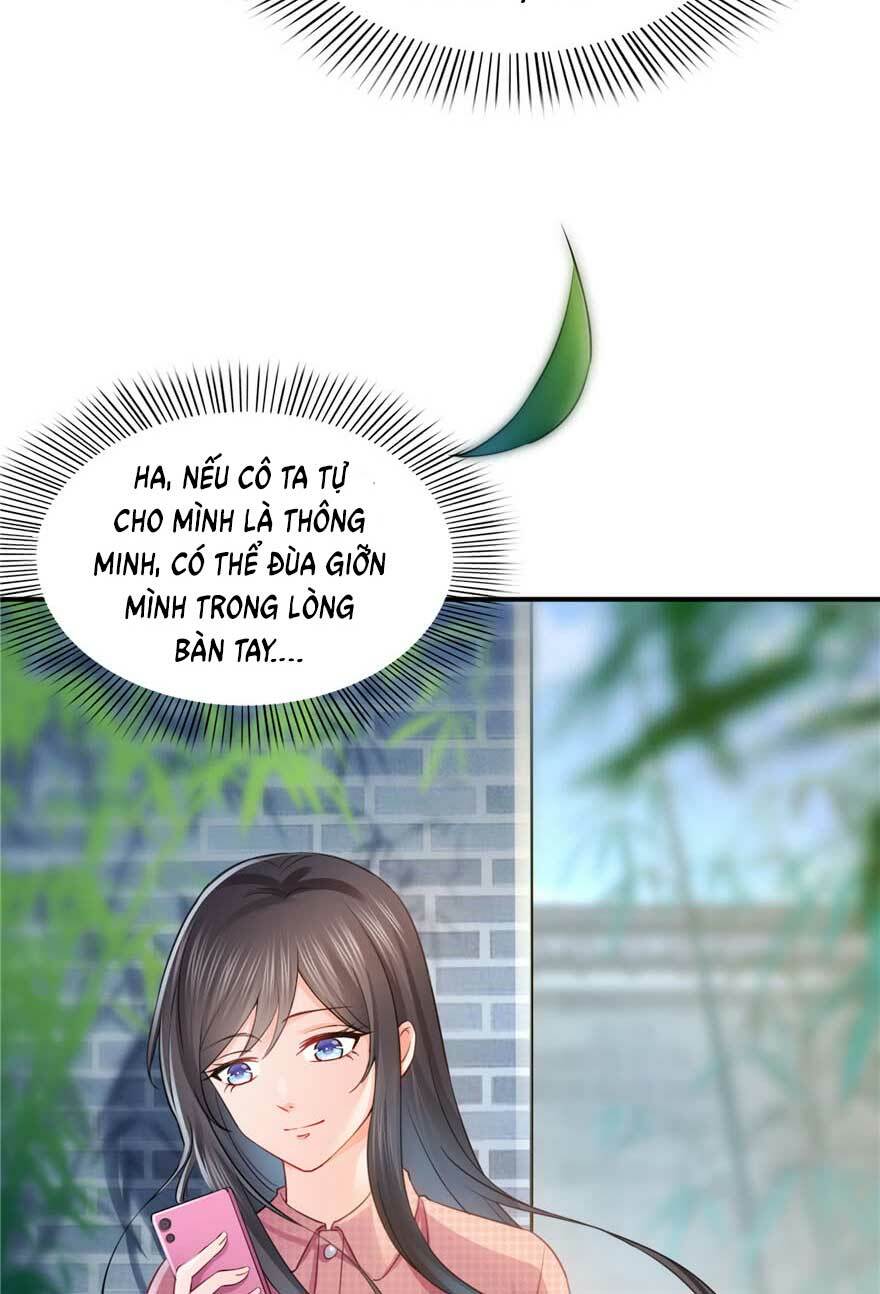 HA, NẾU CÔ TA TỰ
CHO MÌNH LÀ THÔNG
MINH, CÓ THỂ ĐÙA GIỠN
MÌNH TRONG LÒNG
BÀN TAY....